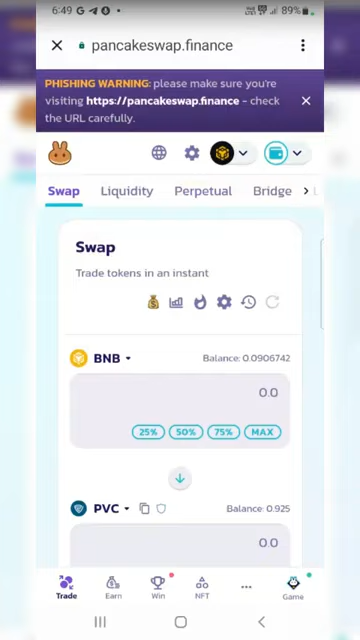 6:49
89%
pancakeswap.finance
PHISHING WARNING: please make sure you're
visiting https://pancakeswap.finance - check
the URL carefully.
Swap Liquidity Perpetual Bridge
Swap
Trade tokens in an instant
BNB Balance: 0.0906742
0.0
25% 50% 75% MAX
PVC Balance: 0.925
0.0
Trade Earn Win NFT ... Game